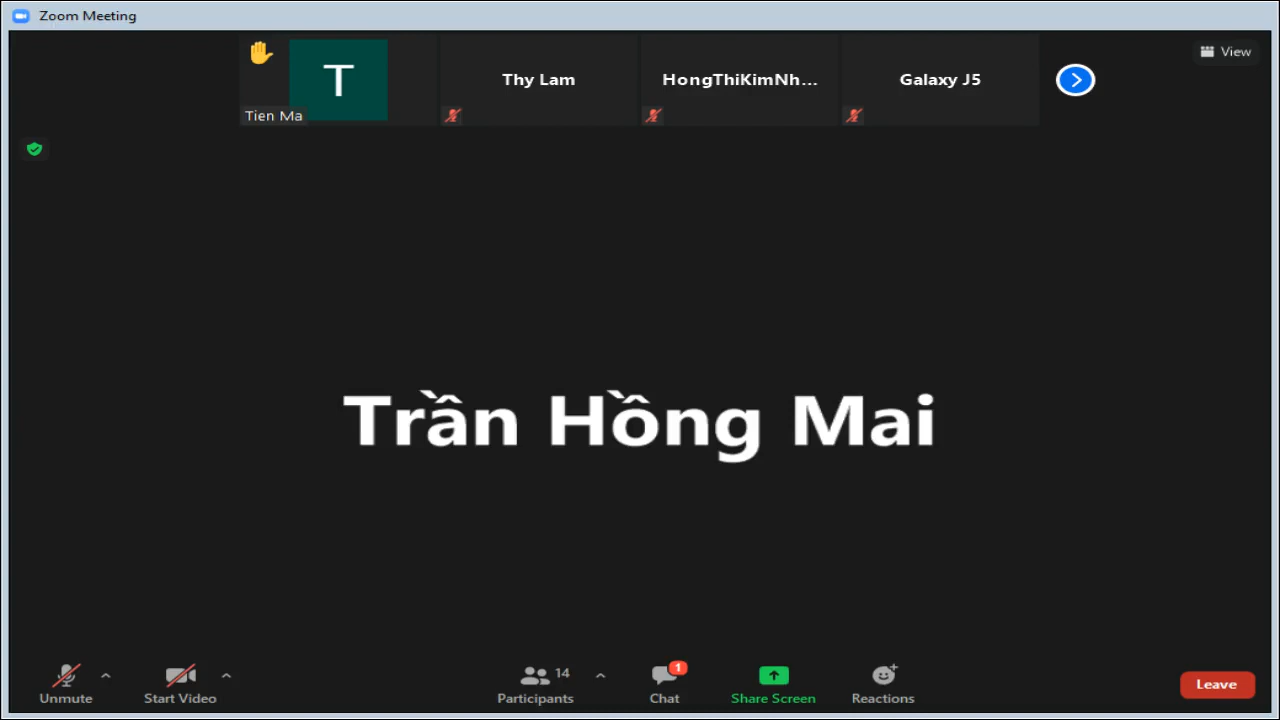 Zoom Meeting
T
Tien Ma
Thy Lam
HongThiKimNh...
Galaxy J5
View
Trần Hồng Mai
Unmute
Start Video
14
Participants
1
Chat
Share Screen
Reactions
Leave